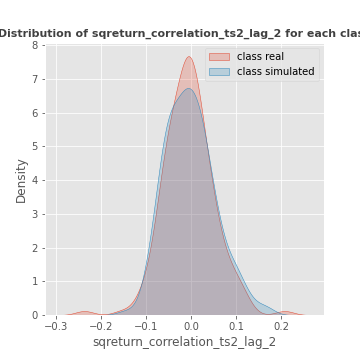 Distribution of sqreturn_correlation_ts2_lag_2 for each clas
class real
class simulated
8
7
6
5
4
3
2
1
0
Density
−0.3 −0.2 −0.1 0.0 0.1 0.2
sqreturn_correlation_ts2_lag_2